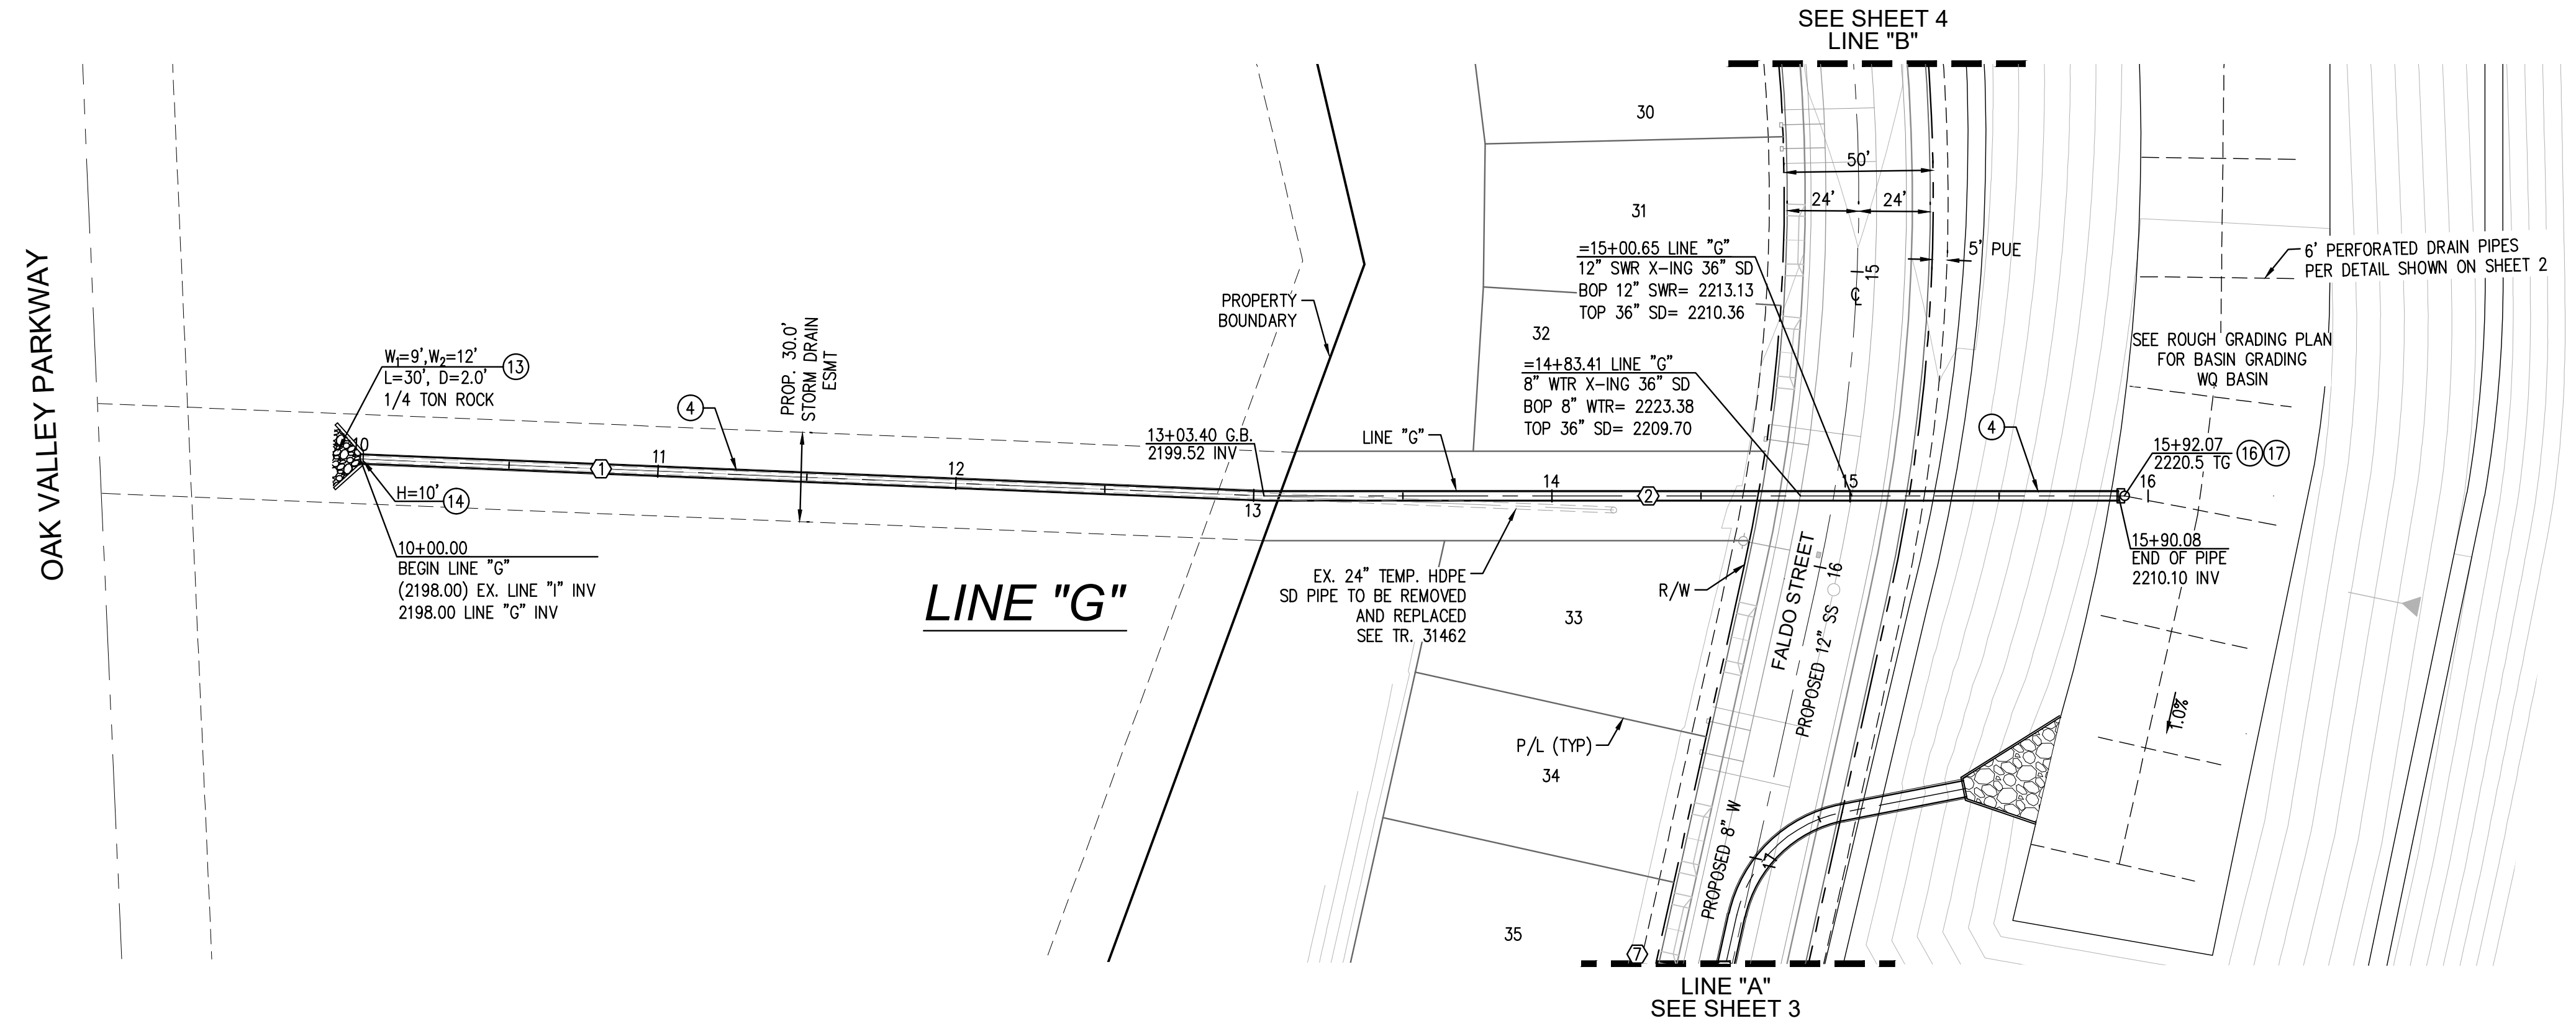 SEE SHEET 4
LINE "B"
OAK VALLEY PARKWAY
30
31
32
33
34
35
50'
24'
24'
5' PUE
15
℄
6' PERFORATED DRAIN PIPES
PER DETAIL SHOWN ON SHEET 2
SEE ROUGH GRADING PLAN
FOR BASIN GRADING
WQ BASIN
=15+00.65 LINE "G"
12" SWR X-ING 36" SD
BOP 12" SWR= 2213.13
TOP 36" SD= 2210.36
=14+83.41 LINE "G"
8" WTR X-ING 36" SD
BOP 8" WTR= 2223.38
TOP 36" SD= 2209.70
PROPERTY
BOUNDARY
PROP. 30.0'
STORM DRAIN
ESMT
W1=9',W2=12'
L=30', D=2.0'
1/4 TON ROCK
13
4
10
11
12
13
14
15
16
1
2
H=10'
14
10+00.00
BEGIN LINE "G"
(2198.00) EX. LINE "I" INV
2198.00 LINE "G" INV
13+03.40 G.B.
2199.52 INV
LINE "G"
4
15+92.07
2220.5 TG
16
17
15+90.08
END OF PIPE
2210.10 INV
LINE "G"
EX. 24" TEMP. HDPE
SD PIPE TO BE REMOVED
AND REPLACED
SEE TR. 31462
R/W
FALDO STREET
PROPOSED 12" SS
16
P/L (TYP)
PROPOSED 8" W
17
1.0%
7
LINE "A"
SEE SHEET 3